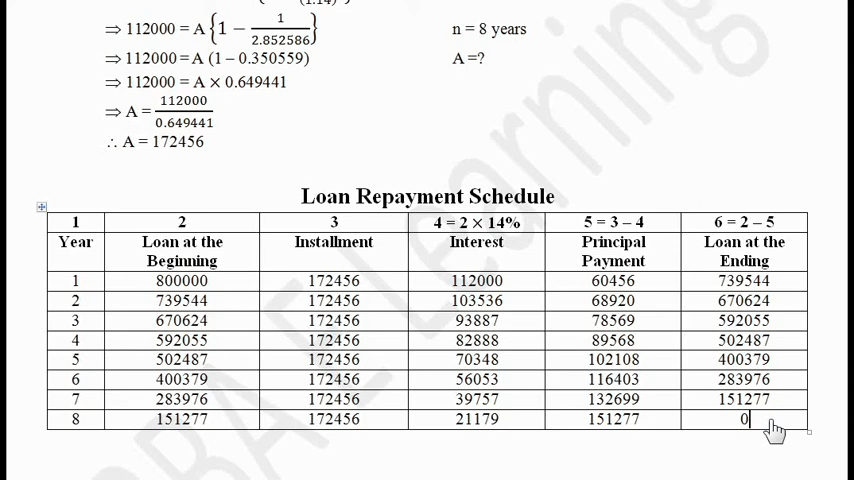 (1.14)
⇒ 112000 = A {1 − 1/2.852586} n = 8 years
⇒ 112000 = A (1 – 0.350559) A =?
⇒ 112000 = A × 0.649441
⇒ A = 112000/0.649441
∴ A = 172456
Loan Repayment Schedule
1 2 3 4 = 2 × 14% 5 = 3 – 4 6 = 2 – 5
Year Loan at the Beginning Installment Interest Principal Payment Loan at the Ending
1 800000 172456 112000 60456 739544
2 739544 172456 103536 68920 670624
3 670624 172456 93887 78569 592055
4 592055 172456 82888 89568 502487
5 502487 172456 70348 102108 400379
6 400379 172456 56053 116403 283976
7 283976 172456 39757 132699 151277
8 151277 172456 21179 151277 0
BBA E Learning